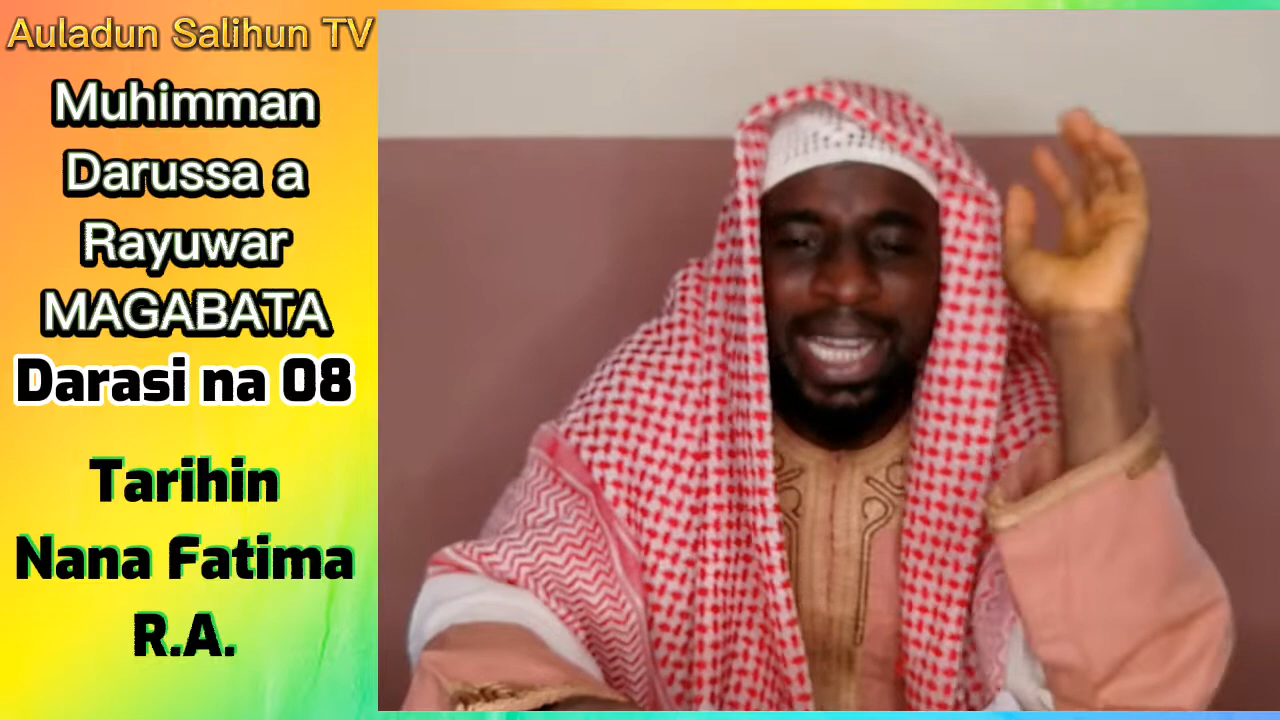 Auladun Salihun TV
Muhimman
Darussa a
Rayuwar
MAGABATA
Darasi na 08
Tarihin
Nana Fatima
R.A.